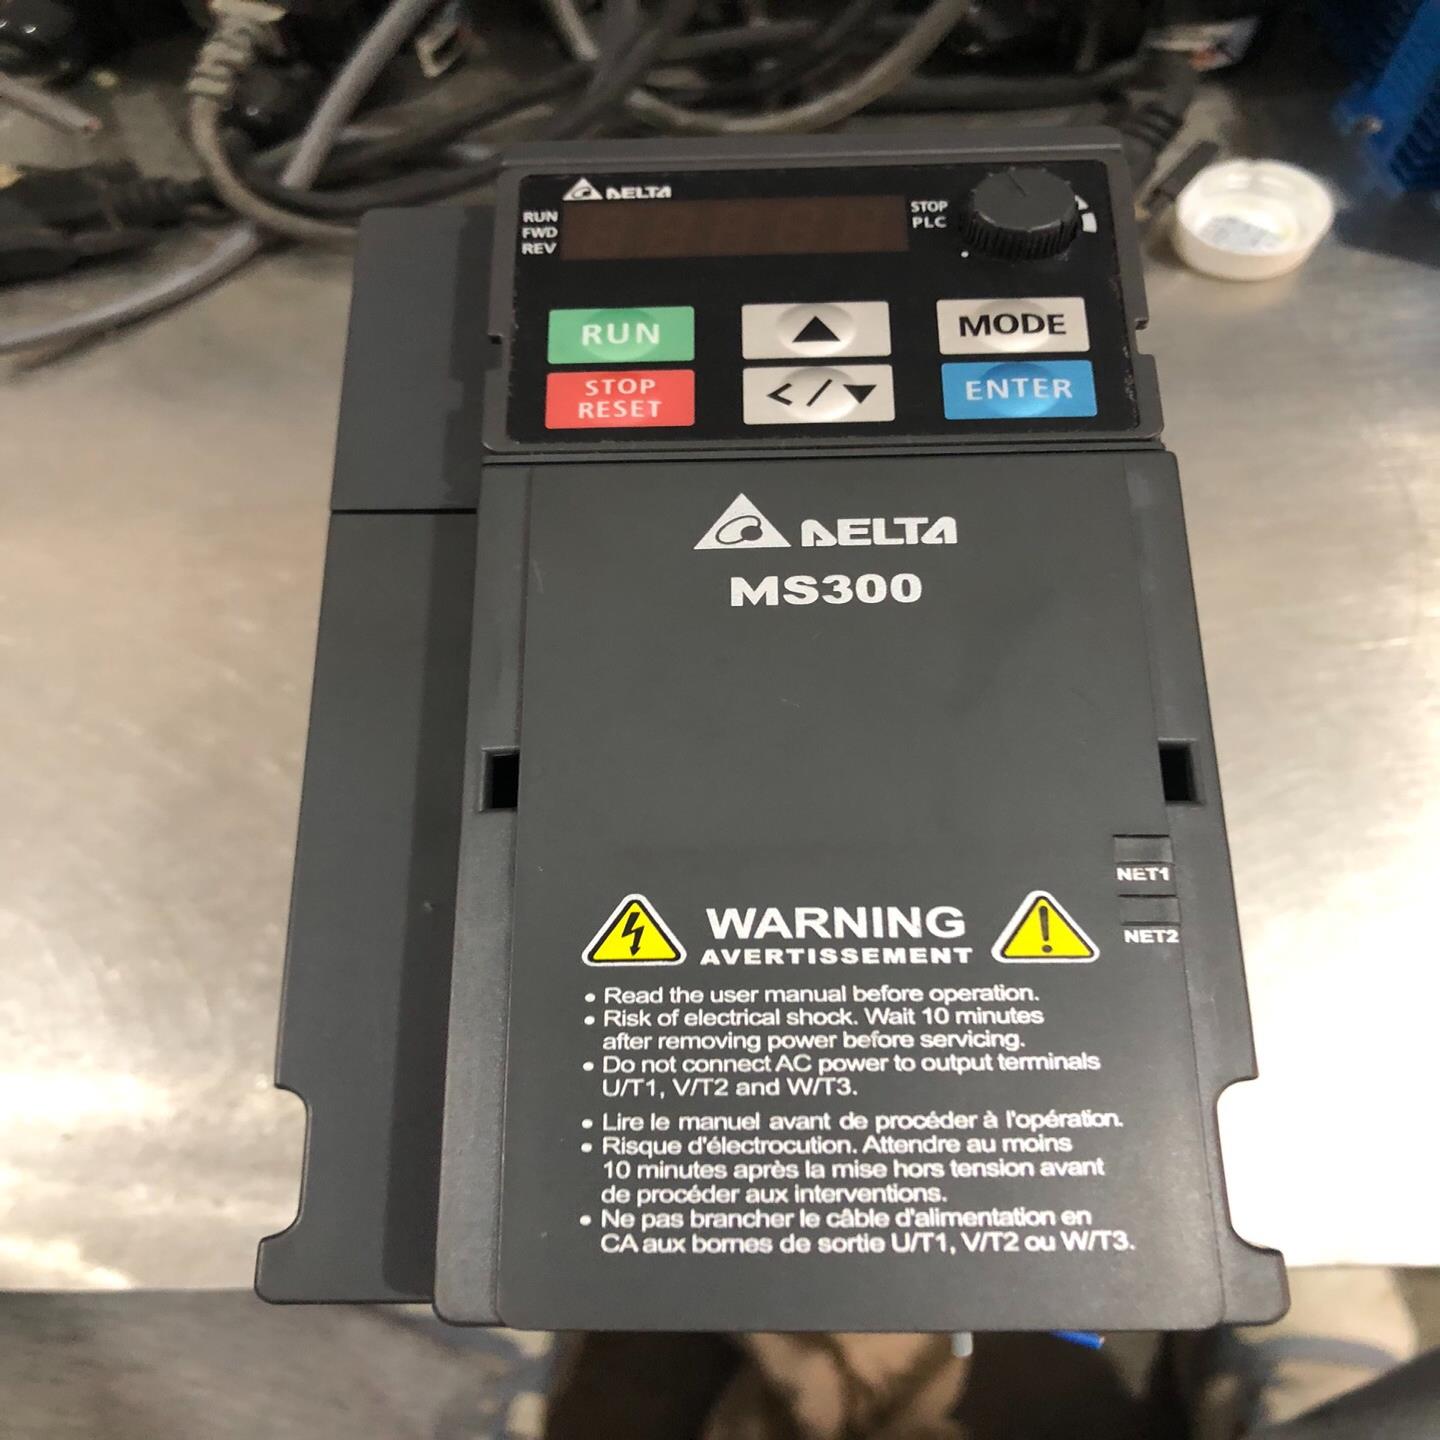 DELTA
RUN
FWD
REV
STOP
PLC
RUN
MODE
STOP
RESET
ENTER
DELTA
MS300
NET1
NET2
WARNING
AVERTISSEMENT
• Read the user manual before operation.
• Risk of electrical shock. Wait 10 minutes
after removing power before servicing.
• Do not connect AC power to output terminals
U/T1, V/T2 and W/T3.
• Lire le manuel avant de procéder à l'opération.
• Risque d'électrocution. Attendre au moins
10 minutes après la mise hors tension avant
de procéder aux interventions.
• Ne pas brancher le câble d'alimentation en
CA aux bornes de sortie U/T1, V/T2 ou W/T3.